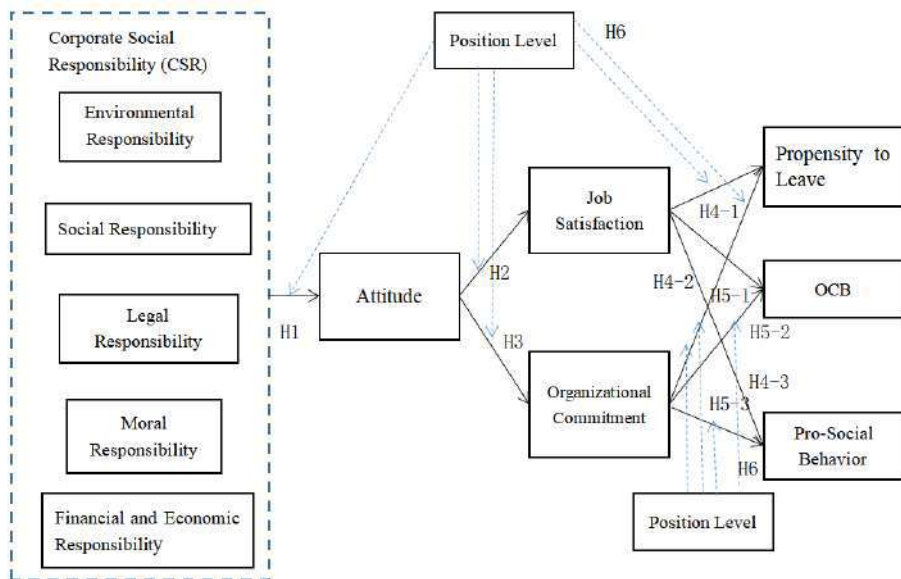 Corporate Social
Responsibility (CSR)
Environmental
Responsibility
Social Responsibility
Legal
Responsibility
Moral
Responsibility
Financial and Economic
Responsibility
H1
Attitude
Position Level
H6
H2
H3
Job
Satisfaction
Organizational
Commitment
H4-1
H4-2
H5-1
H5-2
H4-3
H5-3
H6
Propensity to
Leave
OCB
Pro-Social
Behavior
Position Level